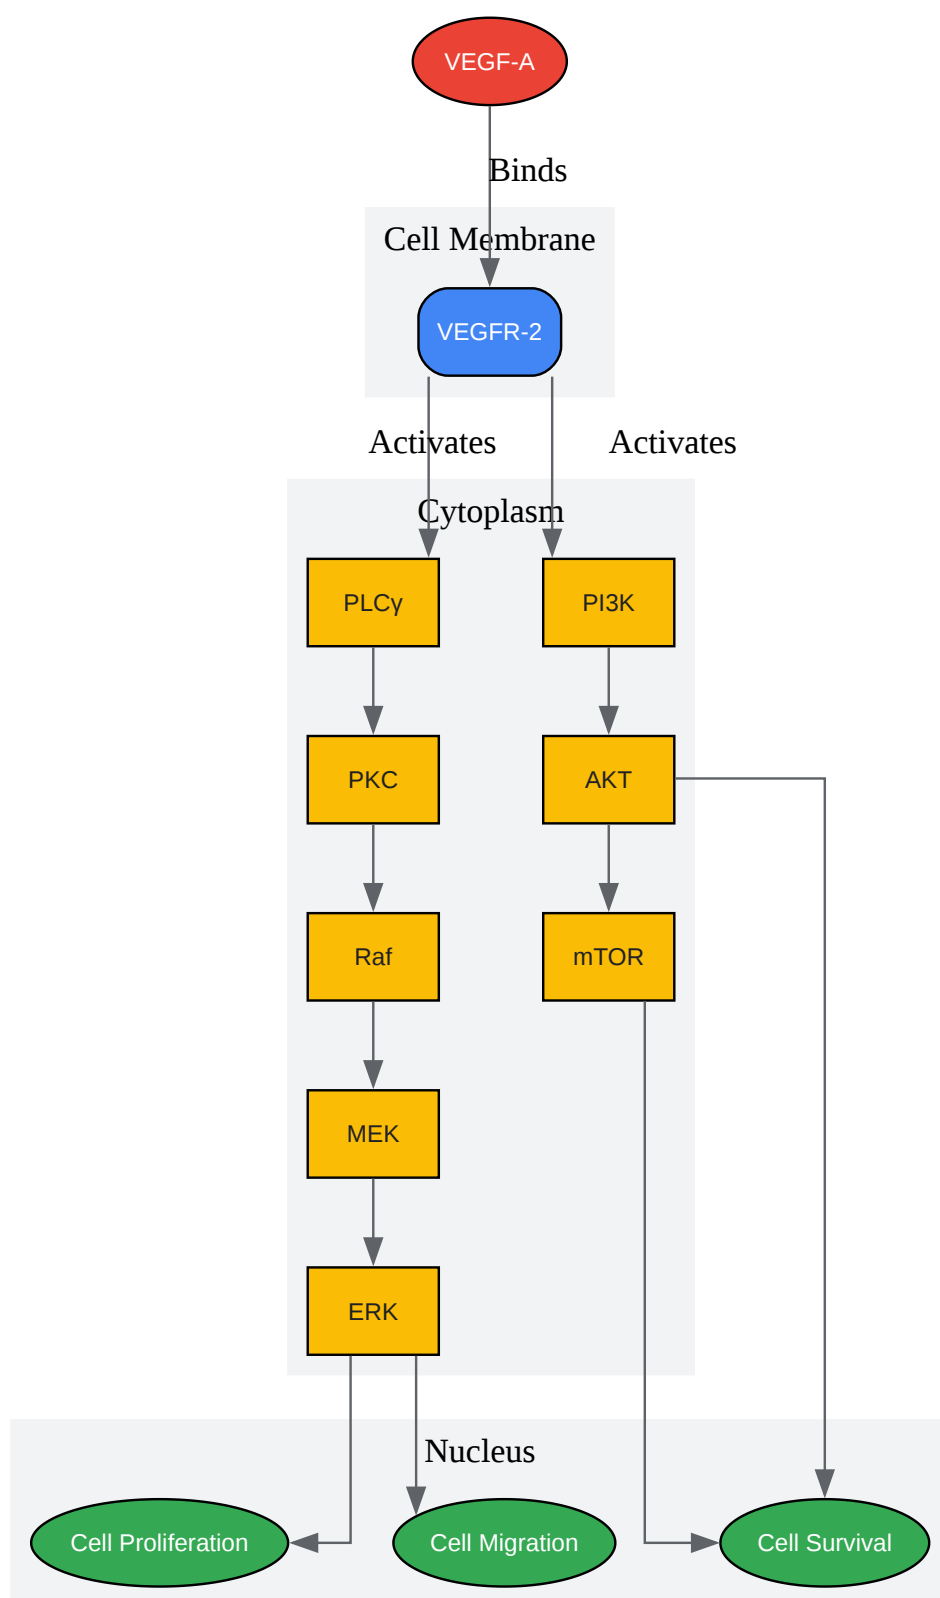 VEGF-A
Binds
Cell Membrane
VEGFR-2
Activates
Activates
Cytoplasm
PLCγ
PI3K
PKC
AKT
Raf
mTOR
MEK
ERK
Nucleus
Cell Proliferation
Cell Migration
Cell Survival